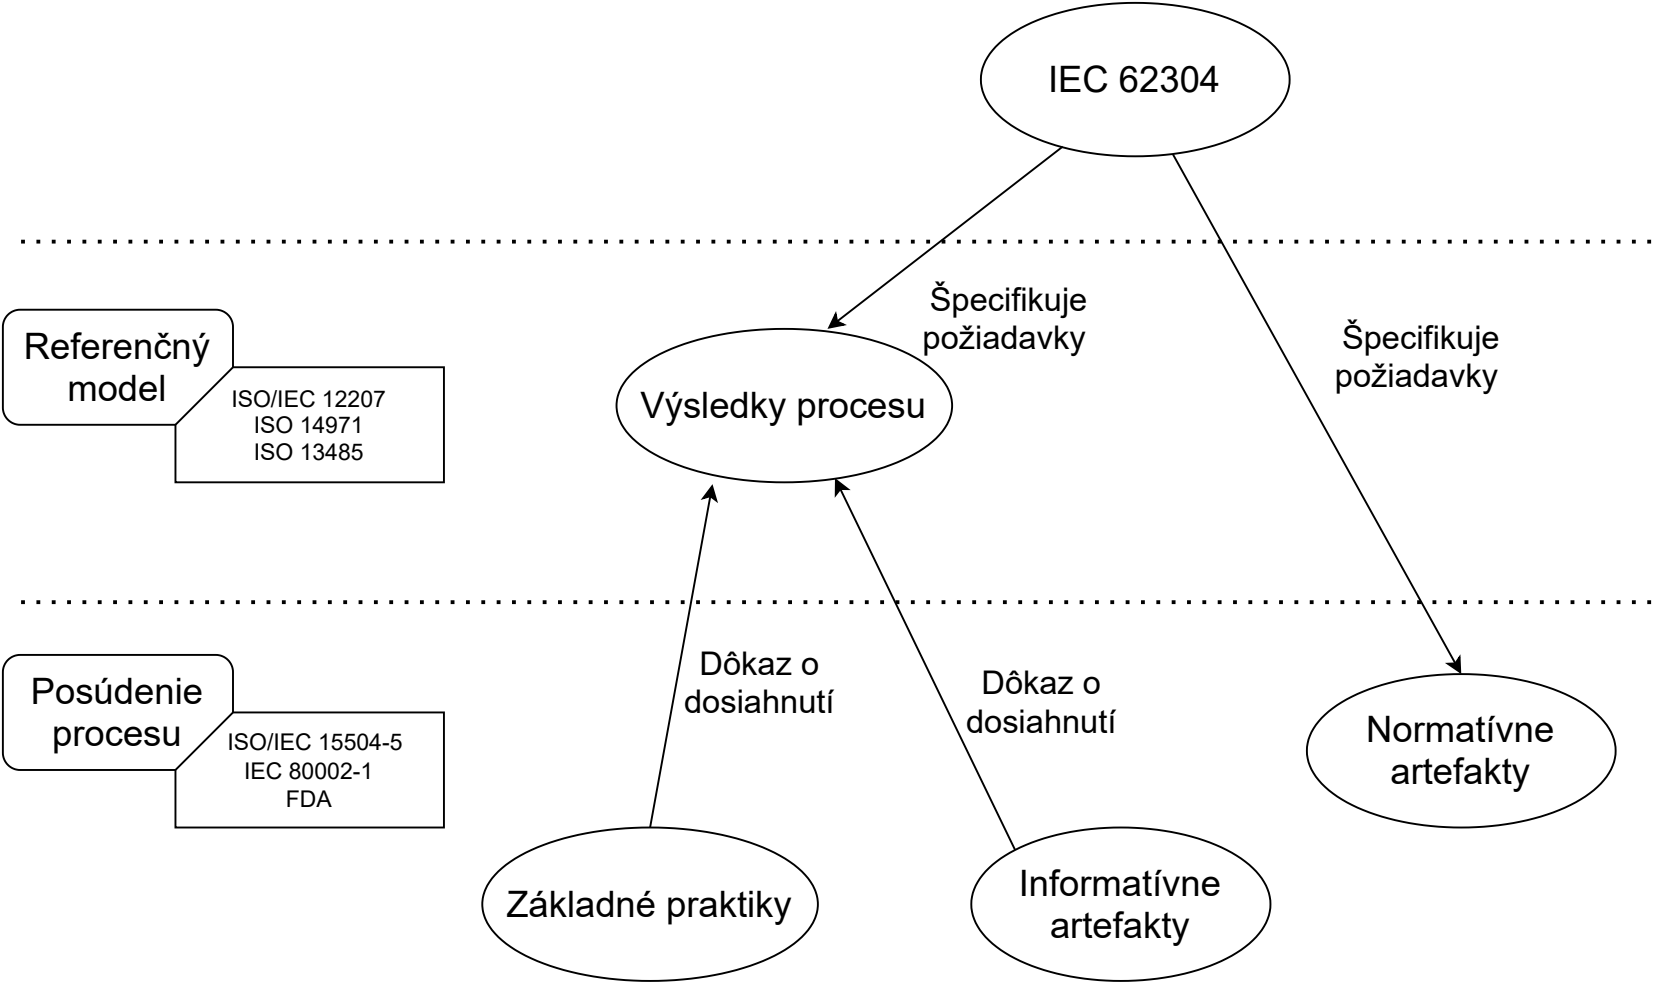 IEC 62304
Špecifikuje
požiadavky
Špecifikuje
požiadavky
Referenčný
model
ISO/IEC 12207
ISO 14971
ISO 13485
Výsledky procesu
Dôkaz o
dosiahnutí
Dôkaz o
dosiahnutí
Posúdenie
procesu
ISO/IEC 15504-5
IEC 80002-1
FDA
Normatívne
artefakty
Základné praktiky
Informatívne
artefakty